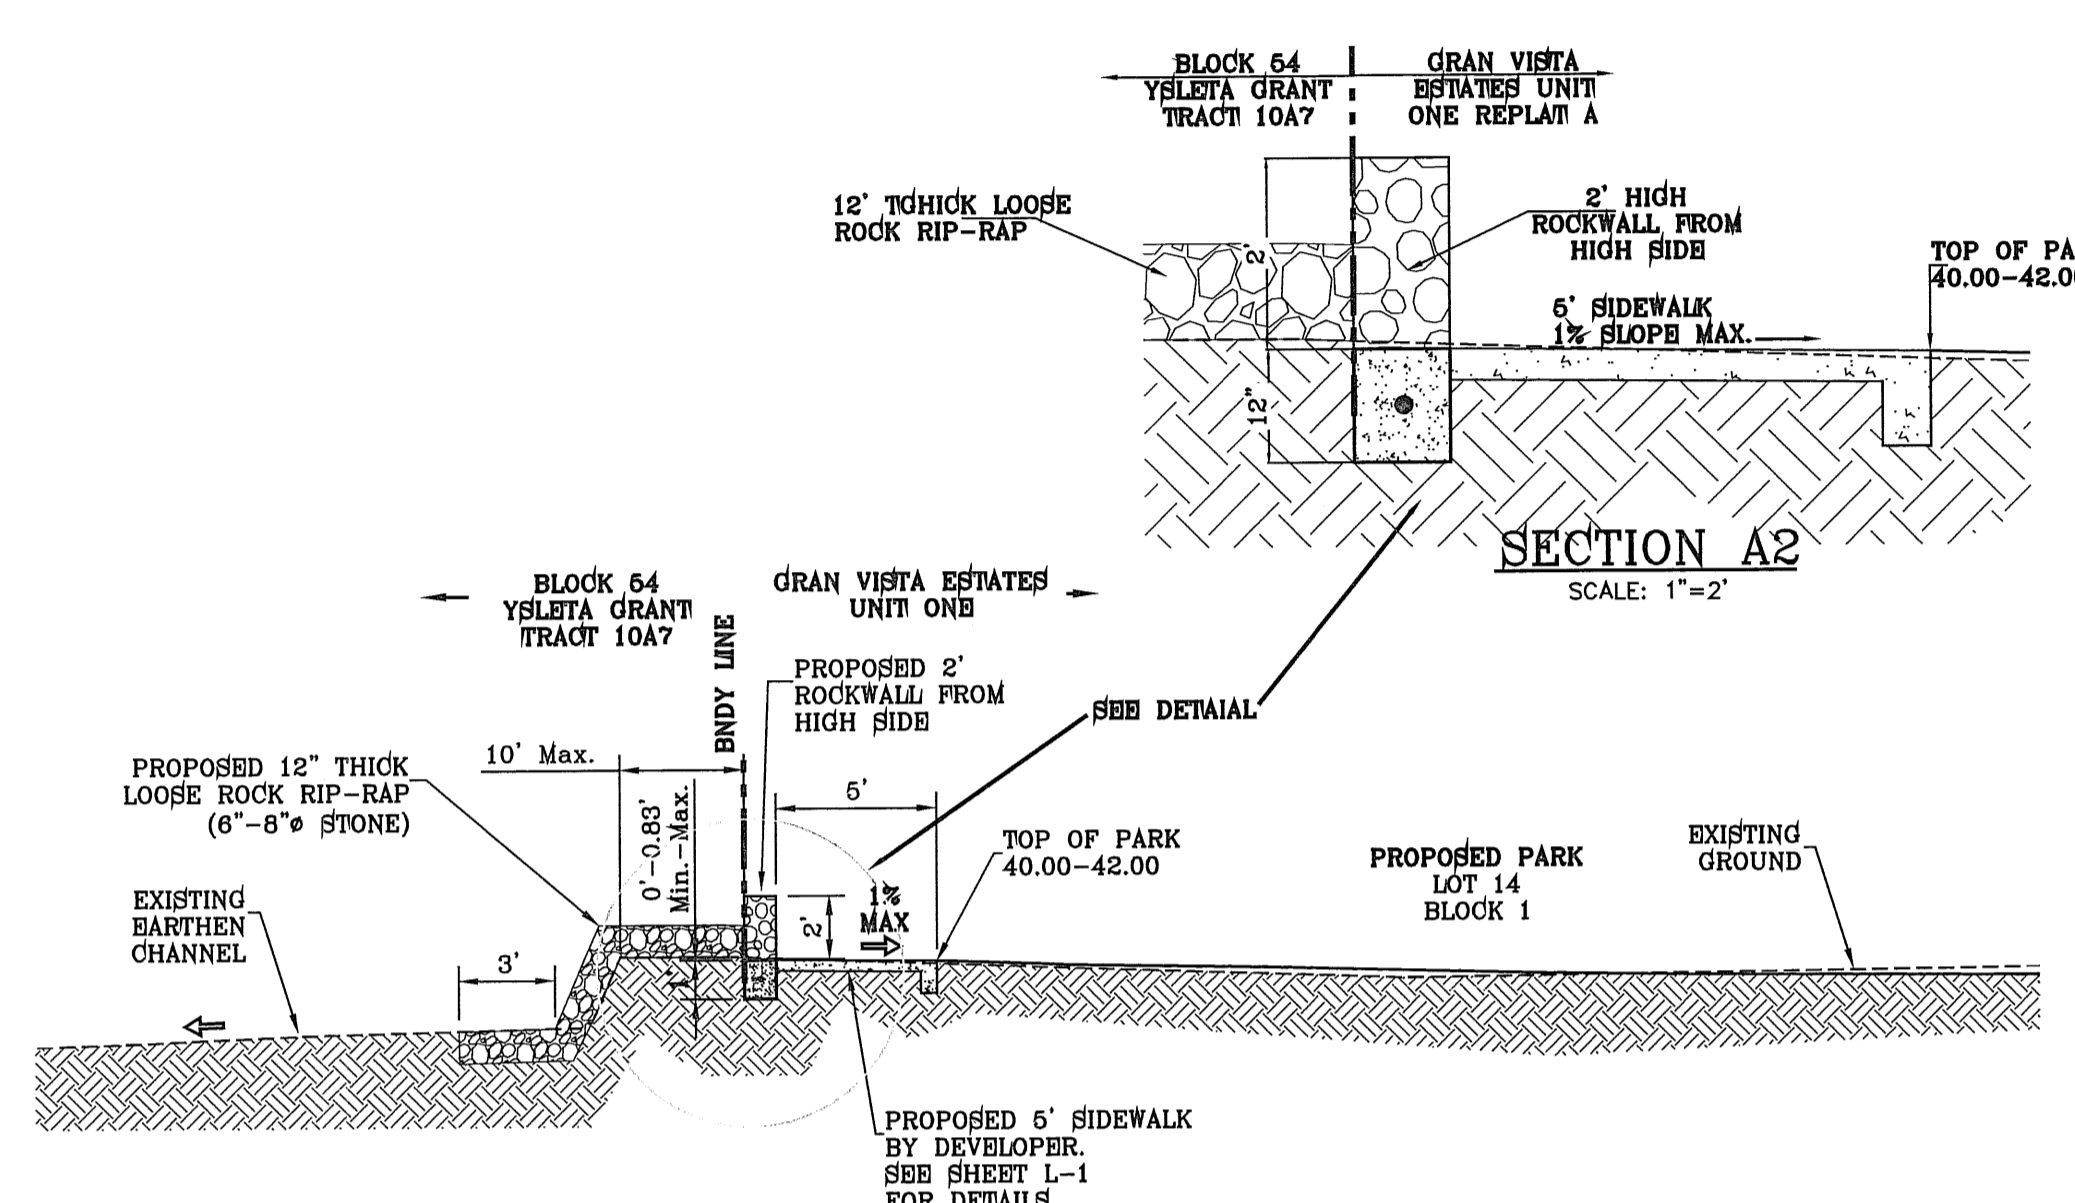 BLOCK 54
YSLETA GRANT
TRACT 10A7
GRAN VISTA
ESTATES UNIT
ONE REPLAT A
12' TGHICK LOOSE
ROCK RIP-RAP
2' HIGH
ROCKWALL FROM
HIGH SIDE
TOP OF PA
40.00-42.00
2'
5' SIDEWALK
1% SLOPE MAX.
12"
SECTION A2
SCALE: 1"=2'
BLOCK 54
YSLETA GRANT
TRACT 10A7
GRAN VISTA ESTATES
UNIT ONE
BNDY LINE
PROPOSED 2'
ROCKWALL FROM
HIGH SIDE
SEE DETAIAL
10' Max.
PROPOSED 12" THICK
LOOSE ROCK RIP-RAP
(6"-8"ø STONE)
0'-0.83'
Min.-Max.
5'
TOP OF PARK
40.00-42.00
PROPOSED PARK
LOT 14
BLOCK 1
EXISTING
GROUND
EXISTING
EARTHEN
CHANNEL
1%
MAX
2'
3'
1'
PROPOSED 5' SIDEWALK
BY DEVELOPER.
SEE SHEET L-1
FOR DETAILS